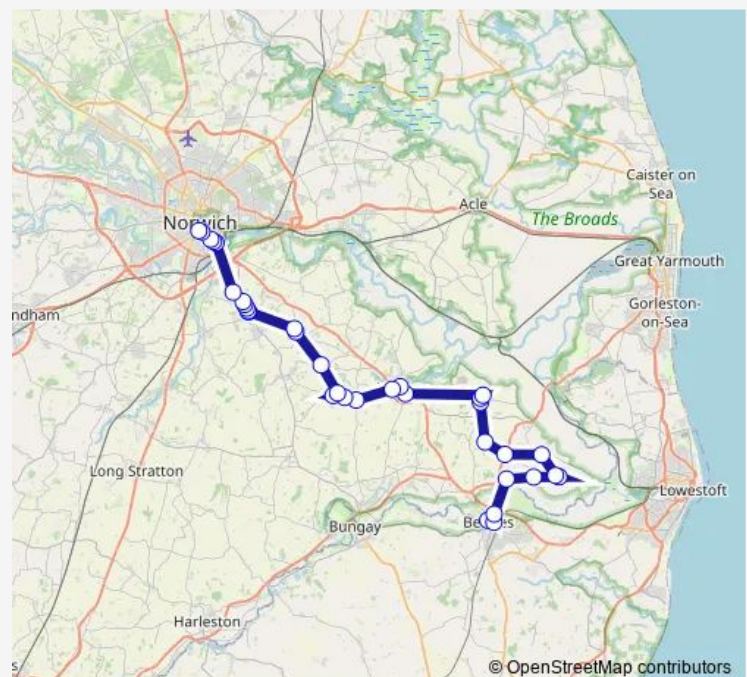 Caister on
Sea
Acle
The Broads
Norwich
Great Yarmouth
Gorleston-
on-Sea
ndham
Long Stratton
Lowestoft
Bungay
Harleston
s
© OpenStreetMap contributors